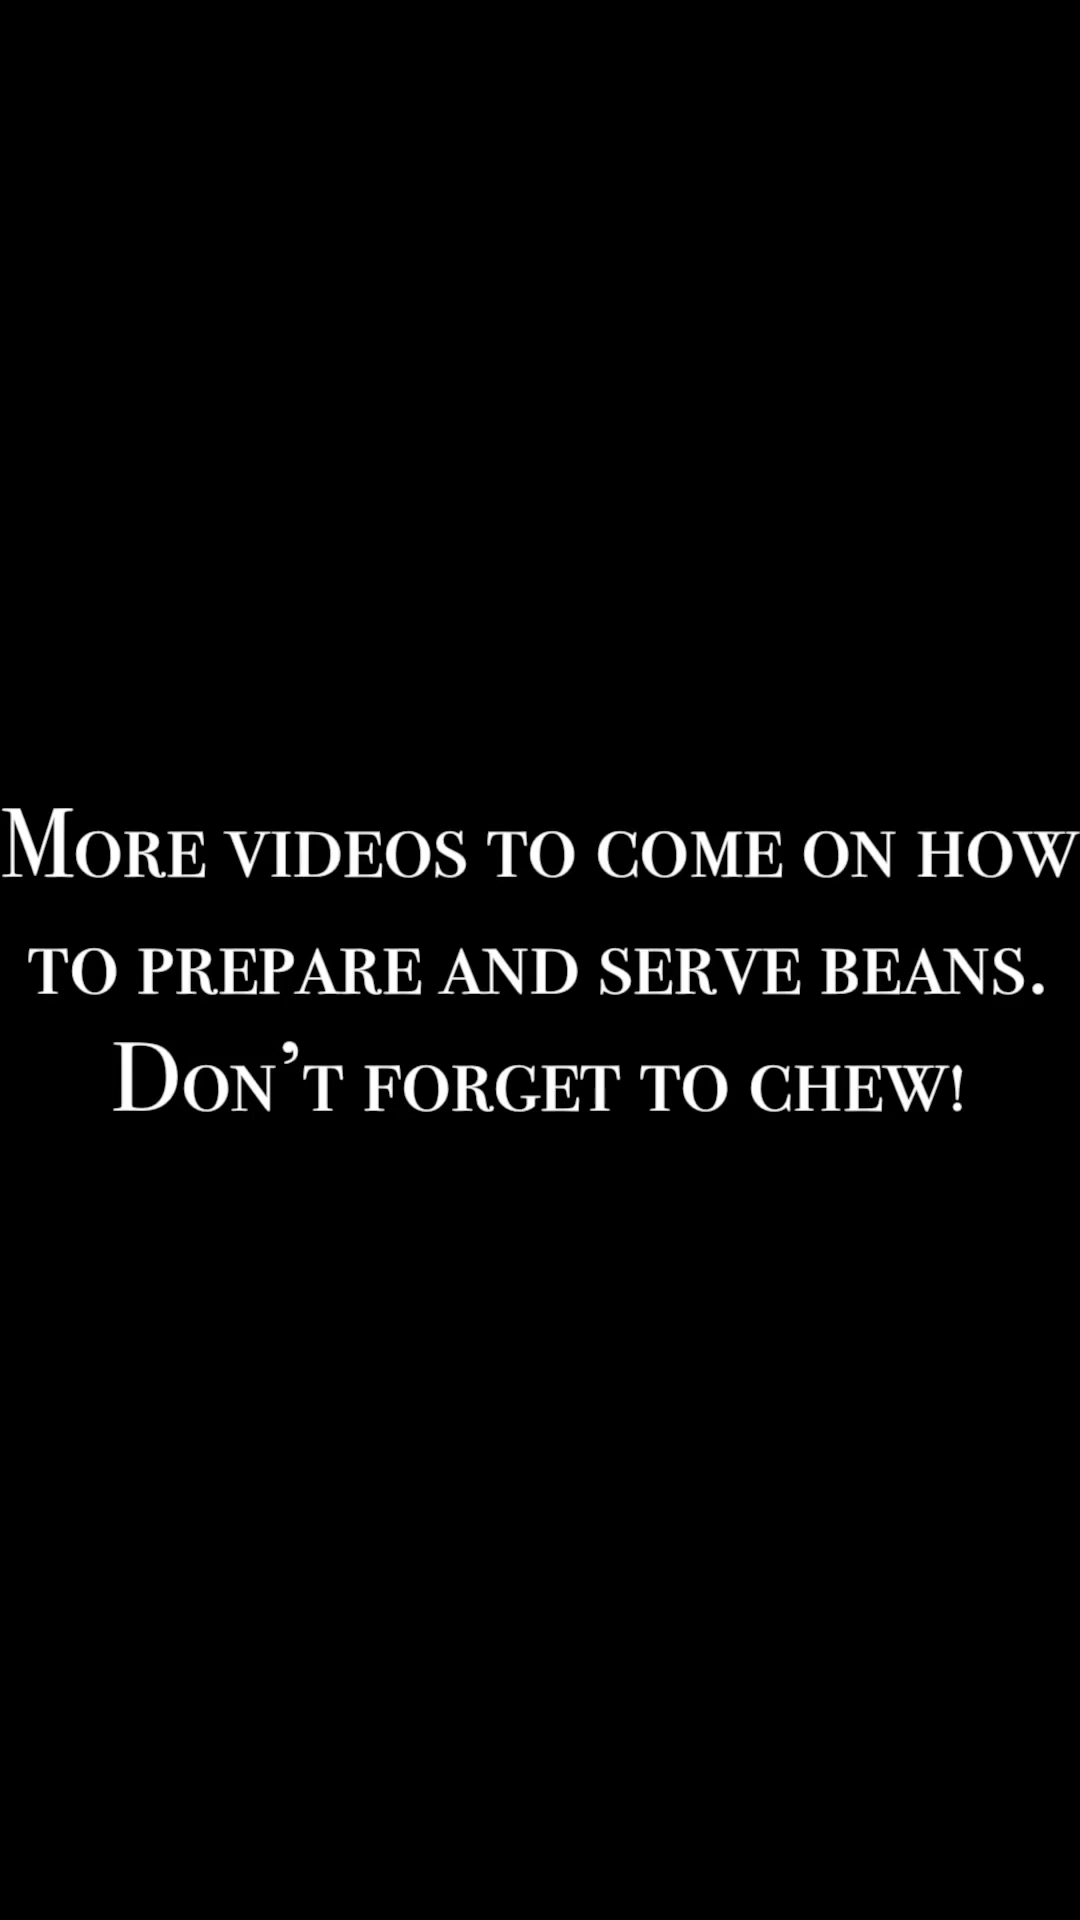 More videos to come on how
to prepare and serve beans.
Don’t forget to chew!